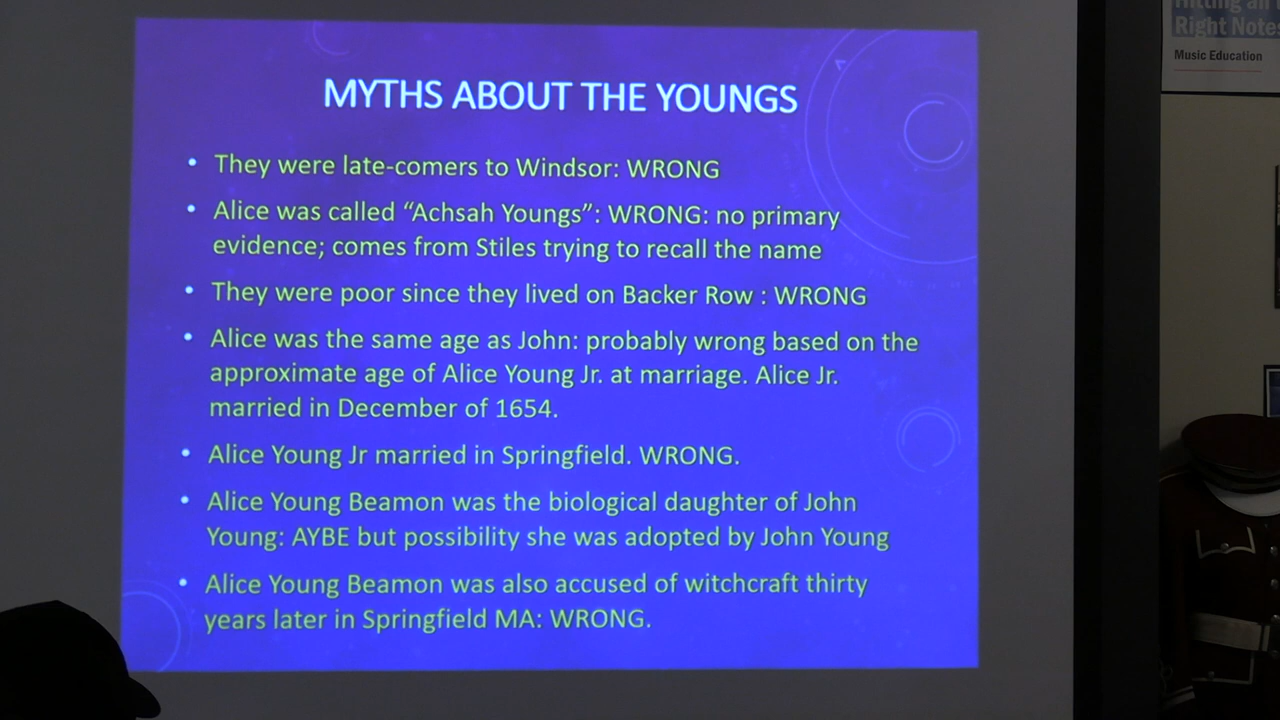 MYTHS ABOUT THE YOUNGS
• They were late-comers to Windsor: WRONG
• Alice was called “Achsah Youngs”: WRONG: no primary
evidence; comes from Stiles trying to recall the name
• They were poor since they lived on Backer Row : WRONG
• Alice was the same age as John: probably wrong based on the
approximate age of Alice Young Jr. at marriage. Alice Jr.
married in December of 1654.
• Alice Young Jr married in Springfield. WRONG.
• Alice Young Beamon was the biological daughter of John
Young: AYBE but possibility she was adopted by John Young
• Alice Young Beamon was also accused of witchcraft thirty
years later in Springfield MA: WRONG.
Hitting all
Right Notes
Music Education